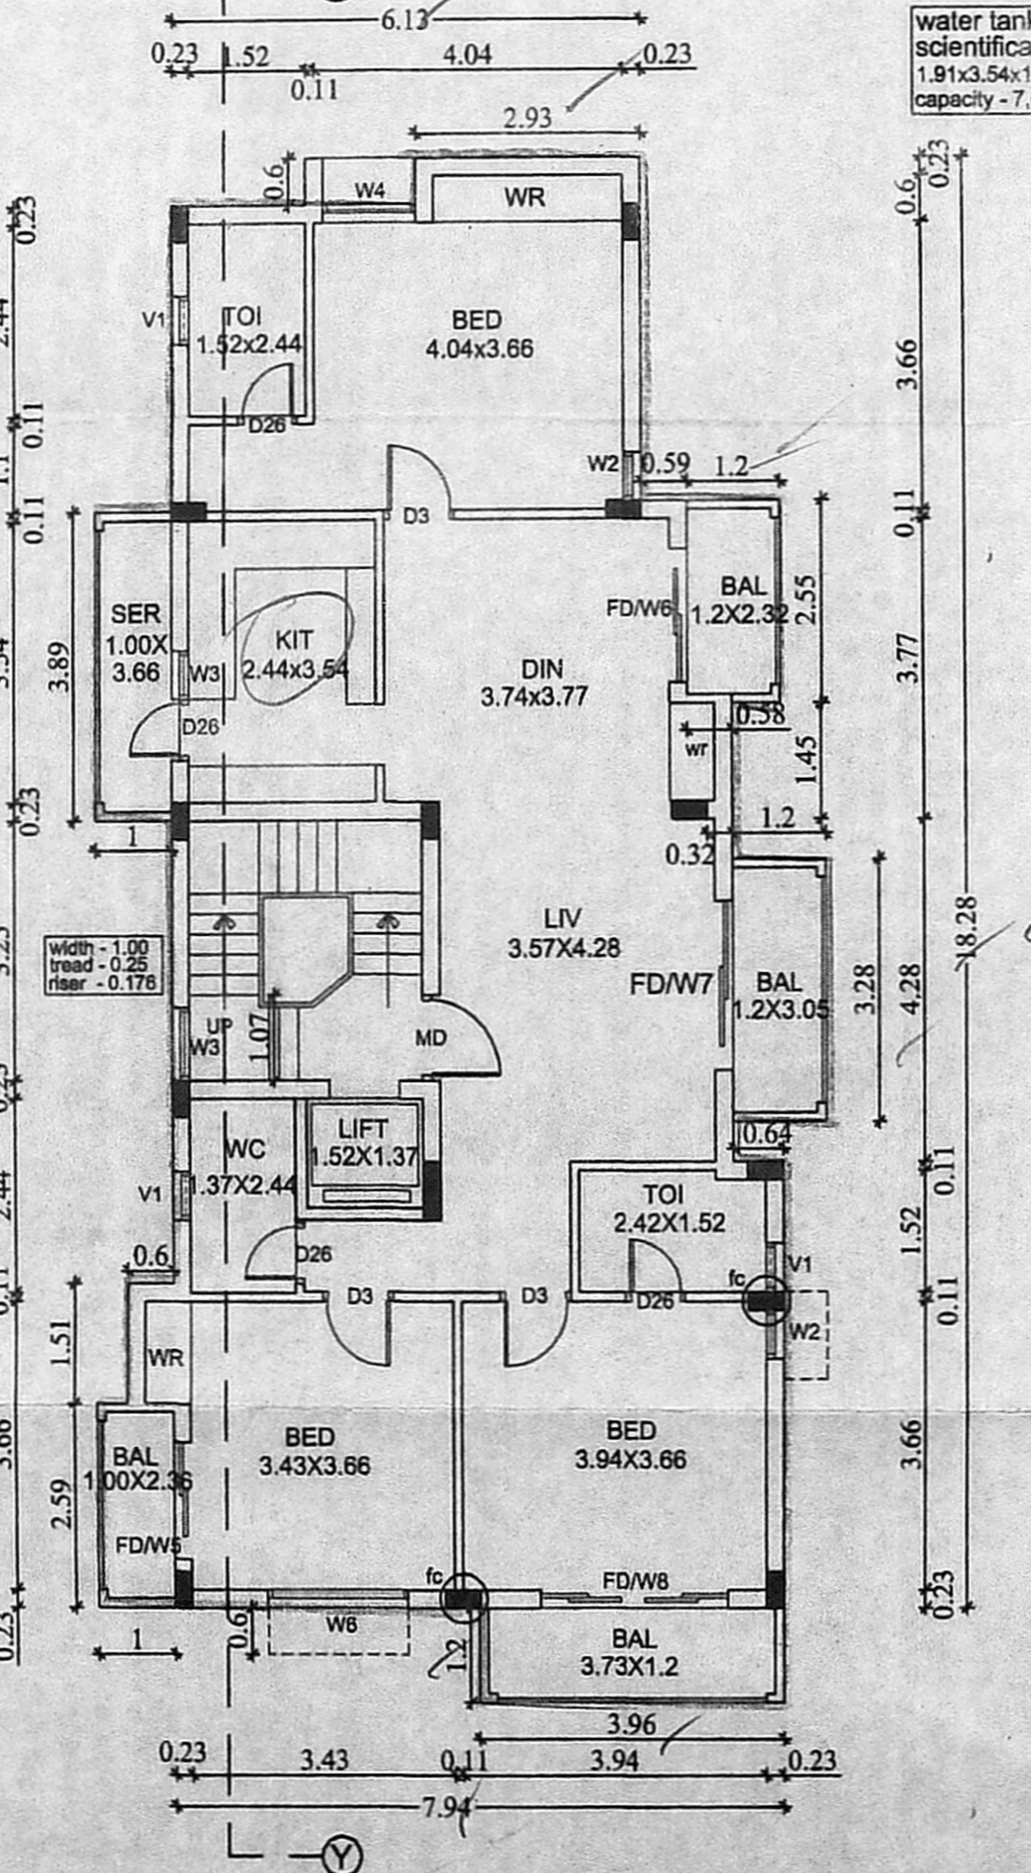 6.13
0.23 1.52 4.04 0.23
0.11
2.93
water tank
scientifica
1.91x3.54x1
capacity - 7,
0.6
W4
WR
0.6
0.23
0.23
V1
TOI
1.52x2.44
BED
4.04x3.66
3.66
2.44
D26
0.11
1.1
W2
0.59
1.2
D3
0.11
0.11
SER
1.00X
3.66
3.89
W3
D26
KIT
2.44x3.54
DIN
3.74x3.77
FD/W6
BAL
1.2X2.32
2.55
3.77
wr
0.58
1.45
0.23
1
1.2
0.32
width - 1.00
tread - 0.25
riser - 0.176
LIV
3.57X4.28
FD/W7
BAL
1.2X3.05
3.28
4.28
18.28
UP
W3
1.07
MD
LIFT
1.52X1.37
WC
1.37X2.44
V1
2.44
0.64
TOI
2.42X1.52
0.11
1.52
D26
0.6
D3
D3
D26
fc
V1
0.11
W2
1.51
WR
BED
3.43X3.66
BED
3.94X3.66
3.66
3.66
BAL
1.00X2.36
2.59
FD/W5
fc
FD/W8
0.23
0.23
1
0.6
W6
1.2
BAL
3.73X1.2
3.96
0.23 3.43 0.11 3.94 0.23
7.94
Y